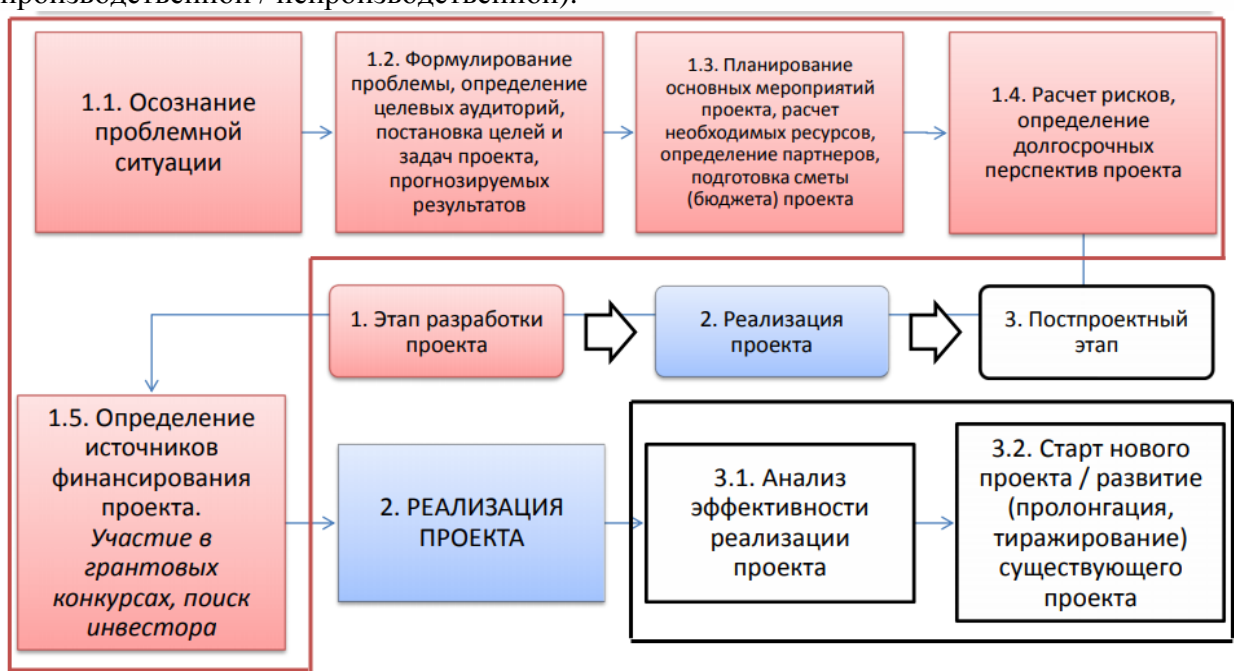 производственной / непроизводственной).
1.1. Осознание
проблемной
ситуации
1.2. Формулирование
проблемы, определение
целевых аудиторий,
постановка целей и
задач проекта,
прогнозируемых
результатов
1.3. Планирование
основных мероприятий
проекта, расчет
необходимых ресурсов,
определение партнеров,
подготовка сметы
(бюджета) проекта
1.4. Расчет рисков,
определение
долгосрочных
перспектив проекта
1. Этап разработки
проекта
2. Реализация
проекта
3. Постпроектный
этап
1.5. Определение
источников
финансирования
проекта.
Участие в
грантовых
конкурсах, поиск
инвестора
2. РЕАЛИЗАЦИЯ
ПРОЕКТА
3.1. Анализ
эффективности
реализации
проекта
3.2. Старт нового
проекта / развитие
(пролонгация,
тиражирование)
существующего
проекта